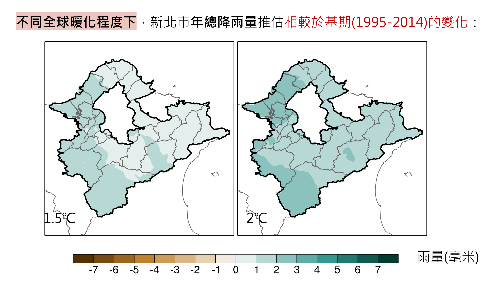 不同全球暖化程度下，新北市年總降雨量推估相較於基期(1995-2014)的變化：
1.5℃
2℃
-7 -6 -5 -4 -3 -2 -1 0 1 2 3 4 5 6 7
雨量(毫米)